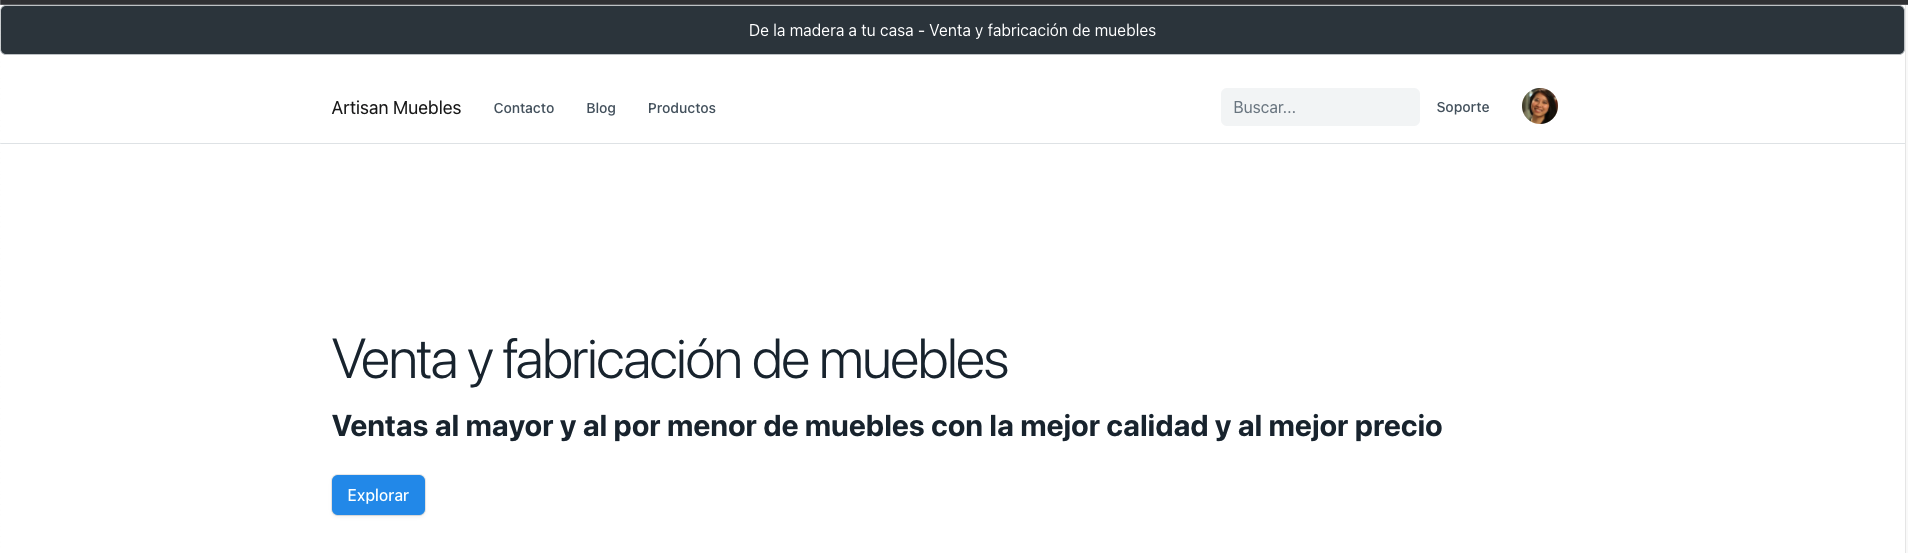 De la madera a tu casa - Venta y fabricación de muebles
Artisan Muebles Contacto Blog Productos Buscar... Soporte
Venta y fabricación de muebles
Ventas al mayor y al por menor de muebles con la mejor calidad y al mejor precio
Explorar